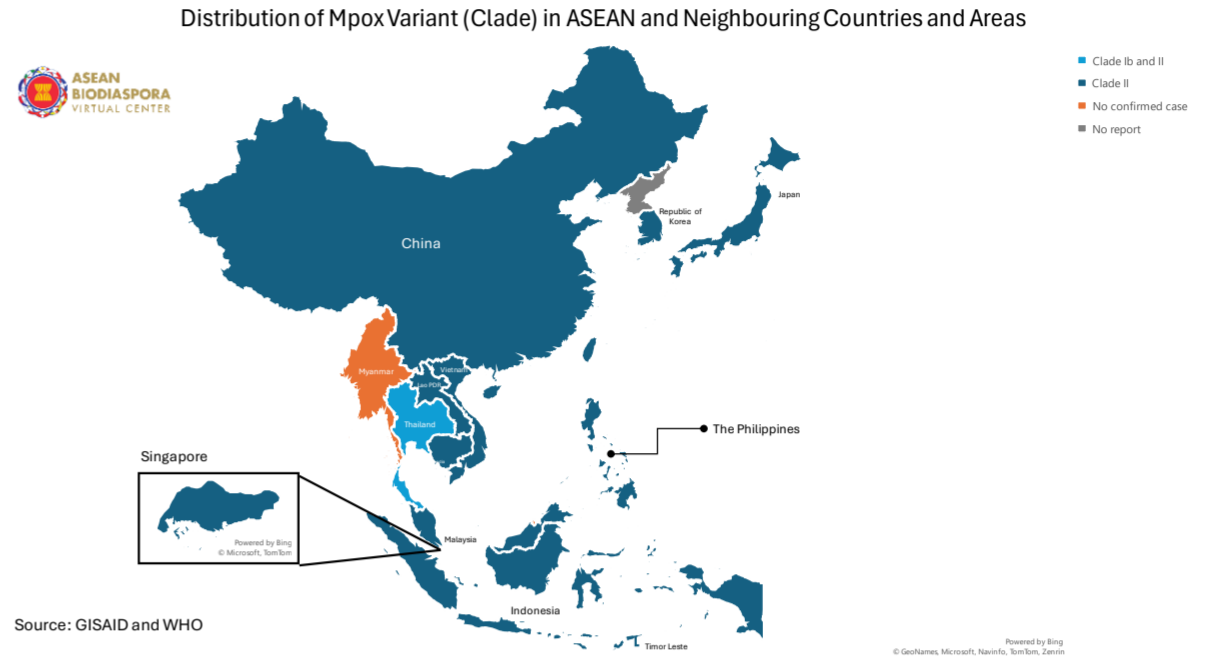 Distribution of Mpox Variant (Clade) in ASEAN and Neighbouring Countries and Areas
ASEAN
BIODIASPORA
VIRTUAL CENTER
Clade Ib and II
Clade II
No confirmed case
No report
Japan
Republic of
Korea
China
Myanmar
Vietnam
Lao PDR
Thailand
The Philippines
Singapore
Powered by Bing
© Microsoft, TomTom
Malaysia
Indonesia
Source: GISAID and WHO
Timor Leste
Powered by Bing
© GeoNames, Microsoft, Navinfo, TomTom, Zenrin